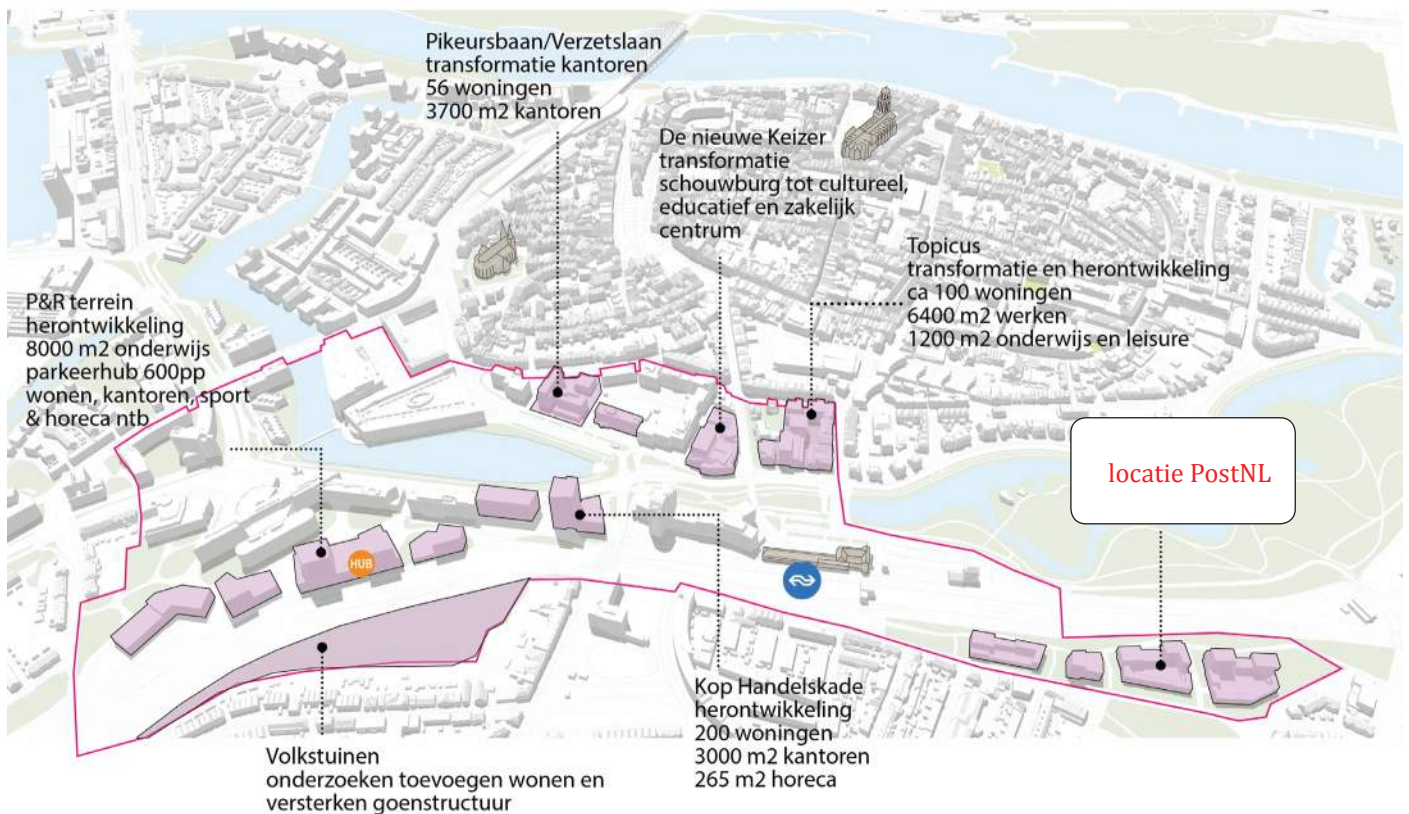 Pikeursbaan/Verzetslaan
transformatie kantoren
56 woningen
3700 m2 kantoren
De nieuwe Keizer
transformatie
schouwburg tot cultureel,
educatief en zakelijk
centrum
Topicus
transformatie en herontwikkeling
ca 100 woningen
6400 m2 werken
1200 m2 onderwijs en leisure
P&R terrein
herontwikkeling
8000 m2 onderwijs
parkeerhub 600pp
wonen, kantoren, sport
& horeca ntb
locatie PostNL
HUB
Kop Handelskade
herontwikkeling
200 woningen
3000 m2 kantoren
265 m2 horeca
Volkstuinen
onderzoeken toevoegen wonen en
versterken goenstructuur